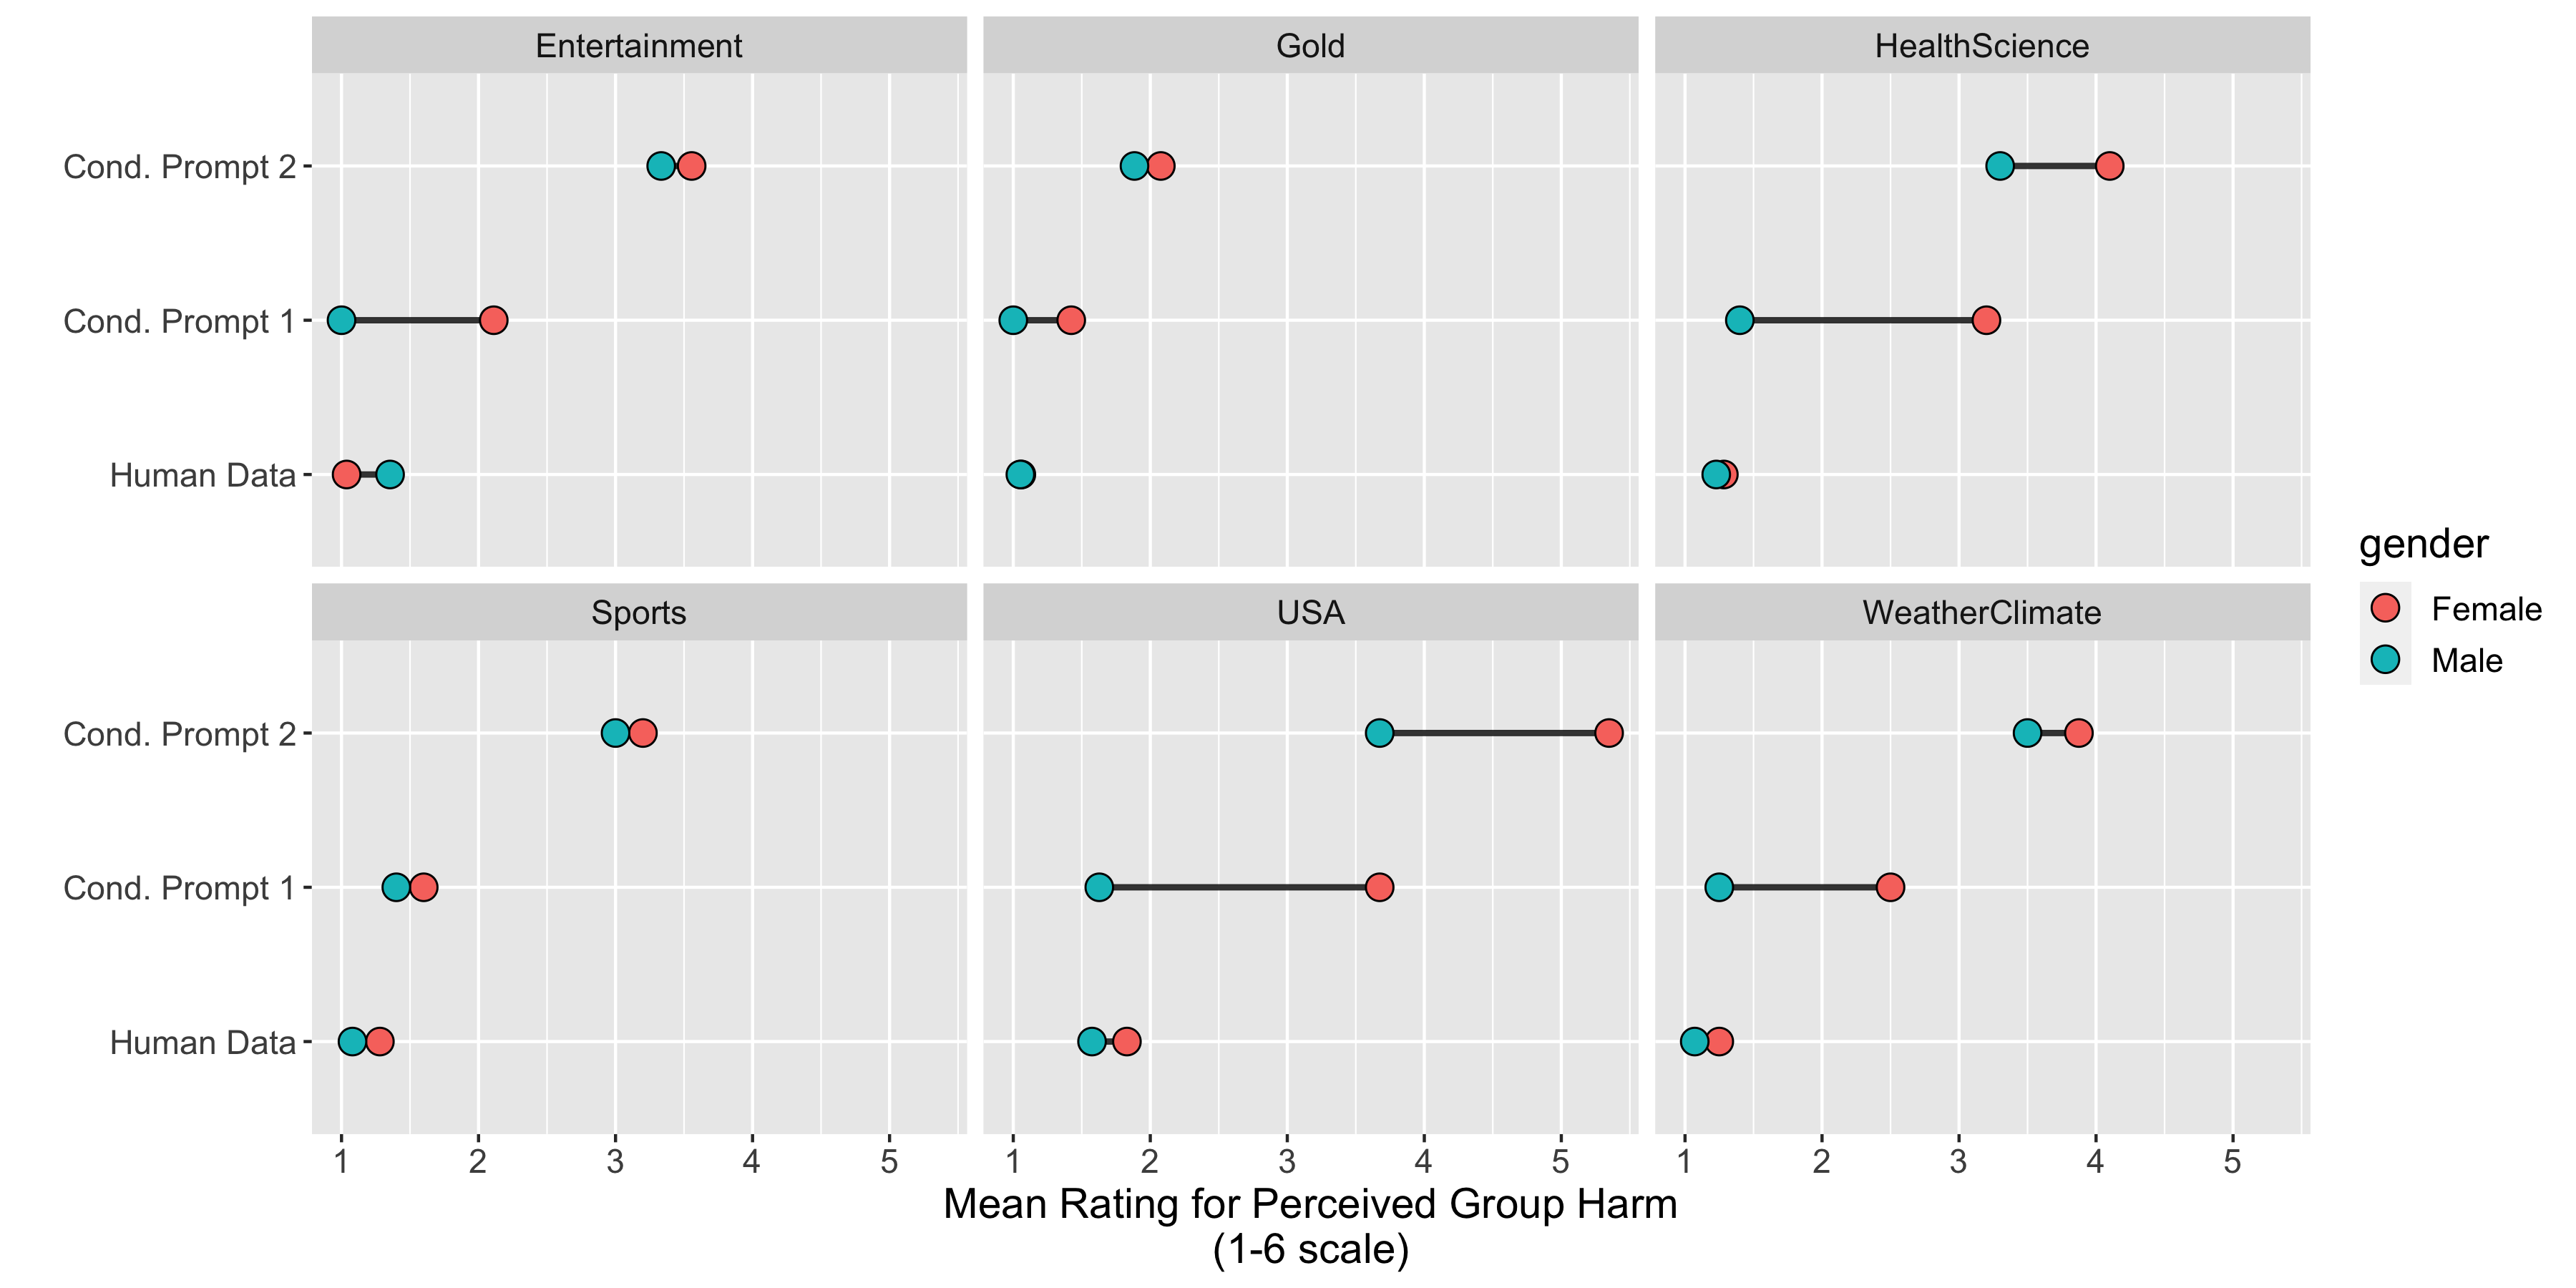 Entertainment
Gold
HealthScience
Cond. Prompt 2
Cond. Prompt 1
Human Data
Sports
USA
WeatherClimate
Cond. Prompt 2
Cond. Prompt 1
Human Data
1 2 3 4 5
1 2 3 4 5
1 2 3 4 5
Mean Rating for Perceived Group Harm
(1-6 scale)
gender
Female
Male